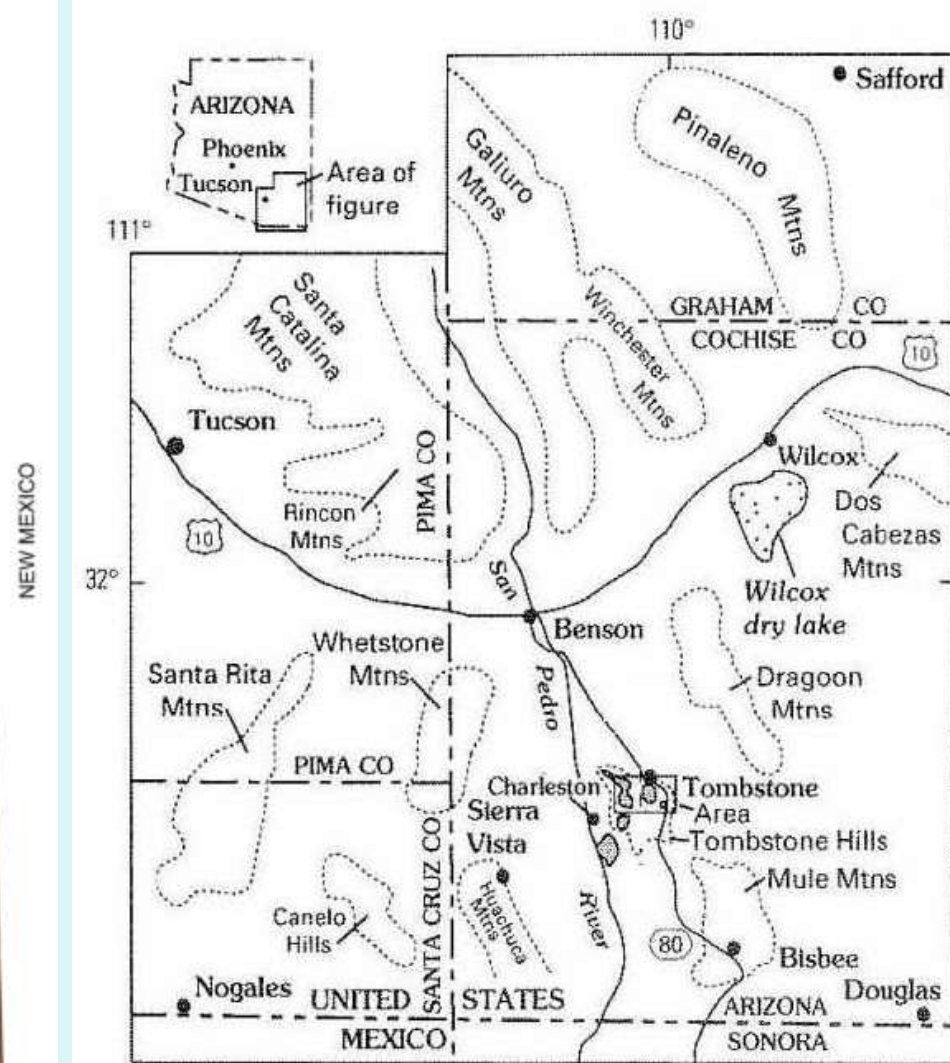 NEW MEXICO
110°
Safford
ARIZONA
Phoenix
Tucson
Area of
figure
111°
Galiuro
Mtns
Pinaleno
Mtns
Santa
Catalina
Mtns
Winchester
Mtns
GRAHAM CO
COCHISE CO
10
Tucson
Wilcox
PIMA CO
Rincon
Mtns
10
Dos
Cabezas
Mtns
32°
San
Pedro
River
Wilcox
dry lake
Benson
Whetstone
Mtns
Santa Rita
Mtns
Dragoon
Mtns
PIMA CO
Charleston
Tombstone
Area
Sierra
Vista
Tombstone Hills
SANTA CRUZ CO
Mule Mtns
Huachuca
Mtns
Canelo
Hills
80
Bisbee
Nogales
Douglas
UNITED STATES
ARIZONA
MEXICO
SONORA